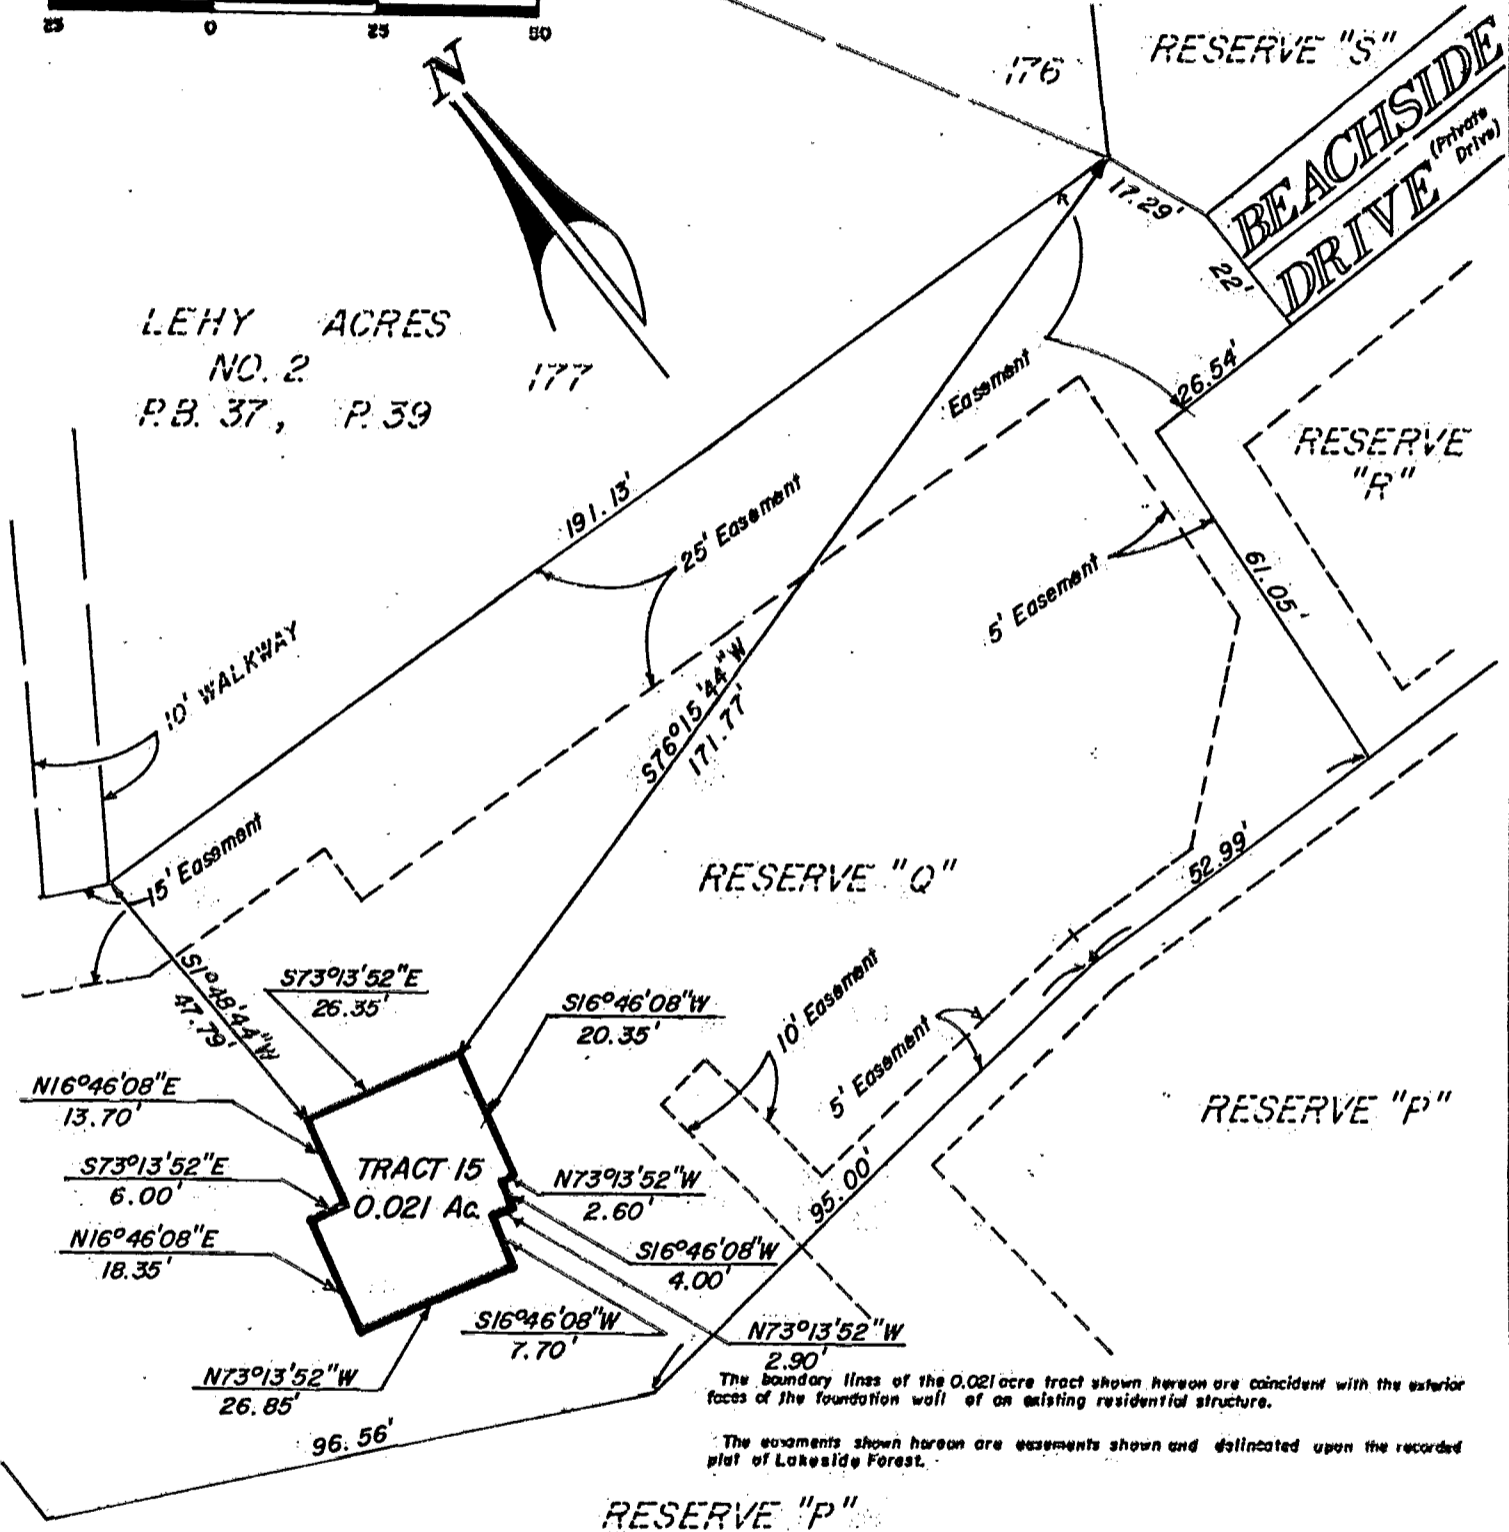 25 0 25 50
N
176
RESERVE "S"
BEACHSIDE
DRIVE
(Private
Drive)
17.29'
22'
LEHY ACRES
NO. 2
P.B. 37, P. 39
177
26.54'
Easement
RESERVE
"R"
191.13'
25' Easement
5' Easement
61.05'
10' WALKWAY
S76°15'44"W
171.77'
15' Easement
RESERVE "Q"
52.99'
S1°48'44"W
47.79'
S73°13'52"E
26.35'
S16°46'08"W
20.35'
10' Easement
5' Easement
N16°46'08"E
13.70'
RESERVE "P"
S73°13'52"E
6.00'
TRACT 15
0.021 Ac.
N73°13'52"W
2.60'
95.00'
N16°46'08"E
18.35'
S16°46'08"W
4.00'
S16°46'08"W
7.70'
N73°13'52"W
2.90'
N73°13'52"W
26.85'
96.56'
The boundary lines of the 0.021 acre tract shown hereon are coincident with the exterior
faces of the foundation wall of an existing residential structure.
The easements shown hereon are easements shown and delineated upon the recorded
plat of Lakeside Forest.
RESERVE "P"